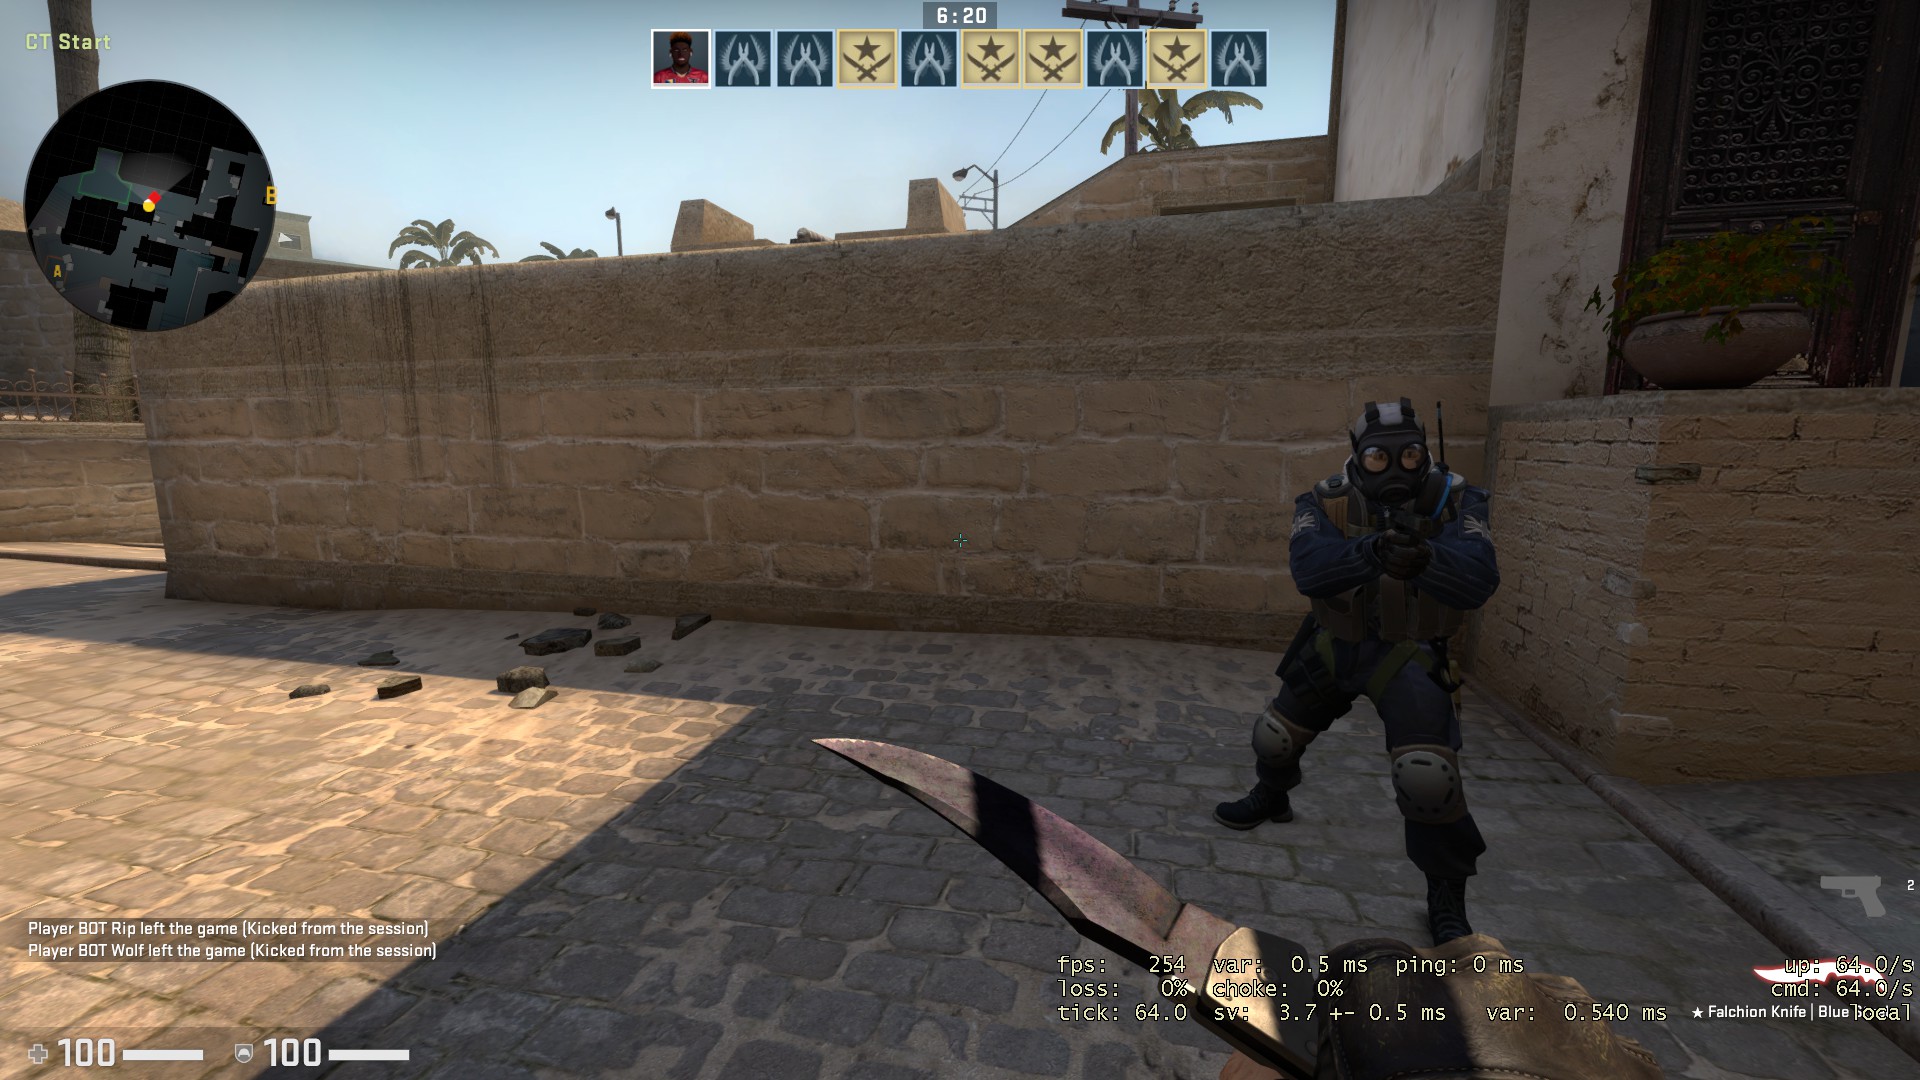 6:20
CT Start
B
A
2
Player BOT Rip left the game (Kicked from the session)
Player BOT Wolf left the game (Kicked from the session)
fps: 254 var: 0.5 ms ping: 0 ms
up: 64.0/s
loss: 0% choke: 0%
cmd: 64.0/s
tick: 64.0 sv: 3.7 +- 0.5 ms var: 0.540 ms
★ Falchion Knife | Blue
local
100
100